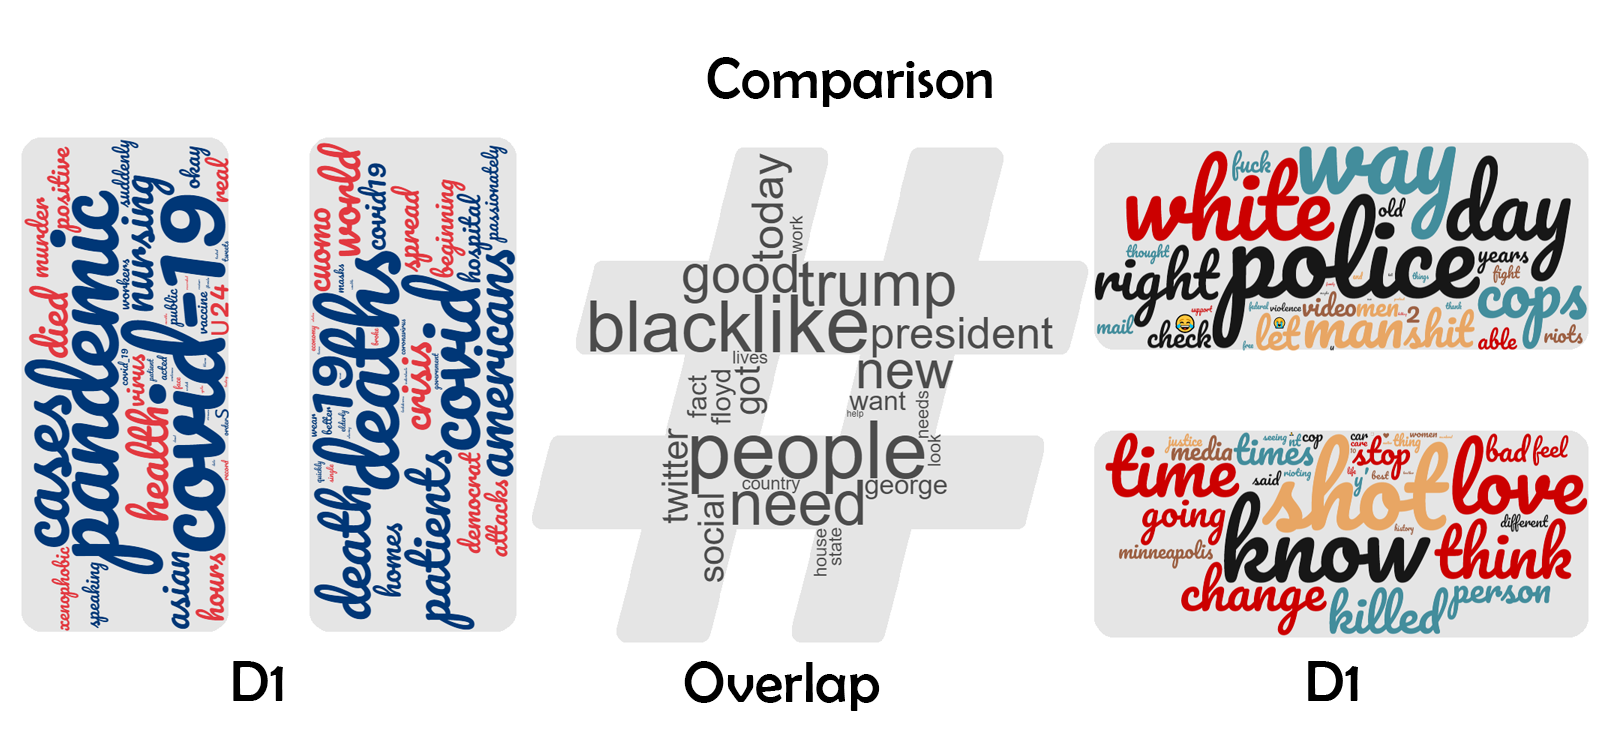 Comparison
murder
positive
suddenly
okay
real
pandemic
cases
died
nursing
workers
public
vaccine
U24
covid-19
covid_19
virus
patient
acted
health
xenophobic
speaking
asian
hours
tweets
record
cuomo
world
covid19
masks
spread
beginning
hospital
passionately
economy
broke
coronavirus
government
19
deaths
covid
crisis
americans
wear
better
elderly
quickly
single
death
homes
patients
democrat
attacks
today
work
good
trump
black
like
president
lives
got
new
fact
floyd
want
help
needs
look
twitter
people
country
george
social
need
house
state
fuck
way
white
old
day
police
thought
right
years
fight
things
cops
support
federal
violence
video
men
think
mail
check
2
free
let
man
shit
able
riots
justice
media
times
seeing
nt
cop
car
care
thing
women
stop
bad
feel
time
said
rioting
life
y'
best
shot
love
going
different
history
minneapolis
know
think
change
killed
person
D1
Overlap
D1